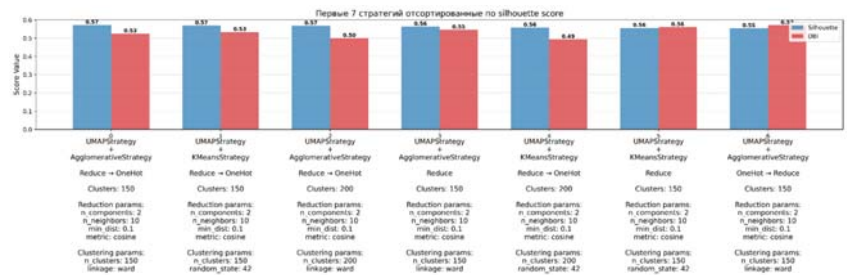 Первые 7 стратегий отсортированные по silhouette score
Score Value
0.6
0.5
0.4
0.3
0.2
0.1
0.0
0.57 0.53 0.57 0.53 0.57 0.50 0.56 0.55 0.56 0.49 0.56 0.56 0.55
Silhouette
DBI
0 1 2 3 4 5 6
UMAPStrategy UMAPStrategy UMAPStrategy UMAPStrategy UMAPStrategy UMAPStrategy UMAPStrategy
+ + + + + + +
AgglomerativeStrategy KMeansStrategy AgglomerativeStrategy AgglomerativeStrategy KMeansStrategy KMeansStrategy AgglomerativeStrategy
Reduce → OneHot Reduce → OneHot Reduce → OneHot Reduce Reduce → OneHot Reduce OneHot → Reduce
Clusters: 150 Clusters: 150 Clusters: 200 Clusters: 150 Clusters: 200 Clusters: 150 Clusters: 150
Reduction params: Reduction params: Reduction params: Reduction params: Reduction params: Reduction params: Reduction params:
n_components: 2 n_components: 2 n_components: 2 n_components: 2 n_components: 2 n_components: 2 n_components: 2
n_neighbors: 10 n_neighbors: 10 n_neighbors: 10 n_neighbors: 10 n_neighbors: 10 n_neighbors: 10 n_neighbors: 10
min_dist: 0.1 min_dist: 0.1 min_dist: 0.1 min_dist: 0.1 min_dist: 0.1 min_dist: 0.1 min_dist: 0.1
metric: cosine metric: cosine metric: cosine metric: cosine metric: cosine metric: cosine metric: cosine
Clustering params: Clustering params: Clustering params: Clustering params: Clustering params: Clustering params: Clustering params:
n_clusters: 150 n_clusters: 150 n_clusters: 200 n_clusters: 150 n_clusters: 200 n_clusters: 150 n_clusters: 150
linkage: ward random_state: 42 linkage: ward linkage: ward random_state: 42 random_state: 42 linkage: ward